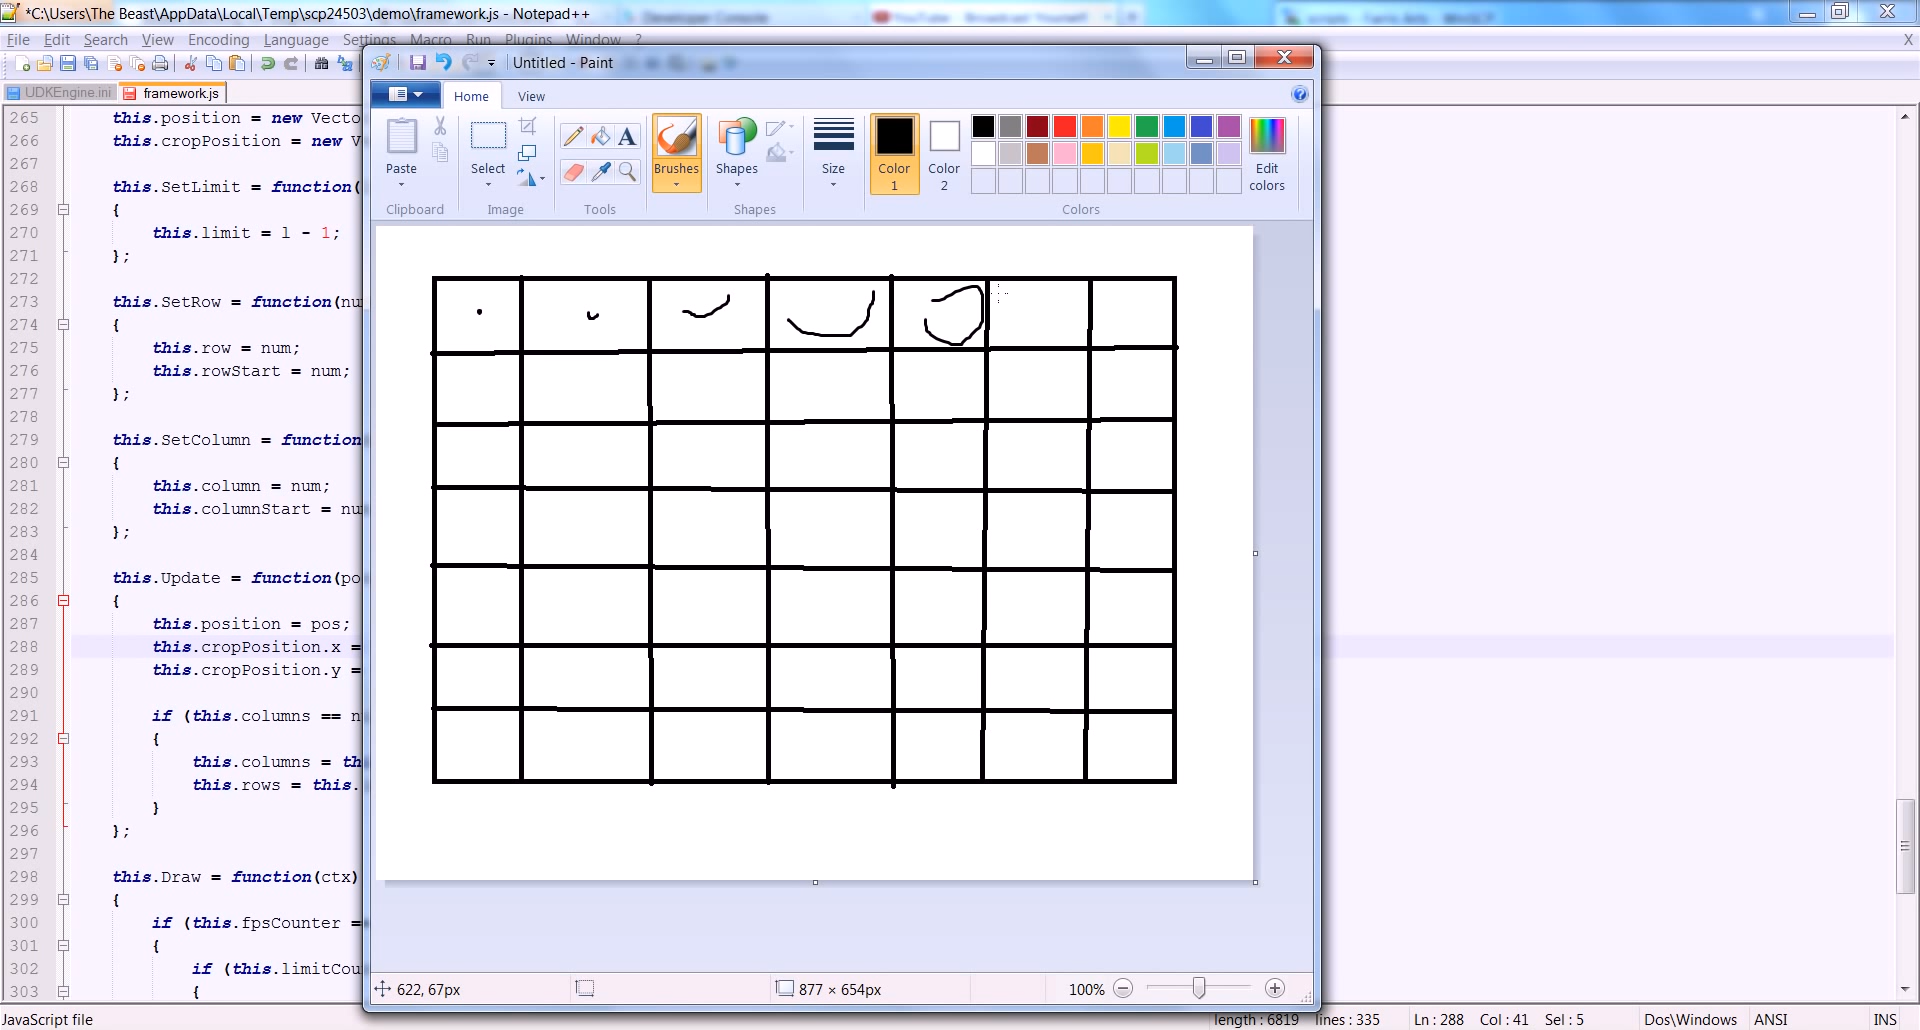 *C:\Users\The Beast\AppData\Local\Temp\scp24503\demo\framework.js - Notepad++
File Edit Search View Encoding Language Settings Macro Run Plugins Window ?
X
UDKEngine.ini framework.js
Untitled - Paint
Home View
Paste Select Brushes Shapes Size Color 1 Color 2 Edit colors
Clipboard Image Tools Shapes Colors
265 this.position = new Vecto
266 this.cropPosition = new V
267
268 this.SetLimit = function(
269 {
270 this.limit = l - 1;
271 };
272
273 this.SetRow = function(nu
274 {
275 this.row = num;
276 this.rowStart = num;
277 };
278
279 this.SetColumn = function
280 {
281 this.column = num;
282 this.columnStart = nu
283 };
284
285 this.Update = function(po
286 {
287 this.position = pos;
288 this.cropPosition.x =
289 this.cropPosition.y =
290
291 if (this.columns == n
292 {
293 this.columns = th
294 this.rows = this.
295 }
296 };
297
298 this.Draw = function(ctx)
299 {
300 if (this.fpsCounter =
301 {
302 if (this.limitCou
303 {
622, 67px 877 × 654px 100%
JavaScript file length : 6819 lines : 335 Ln : 288 Col : 41 Sel : 5 Dos\Windows ANSI INS